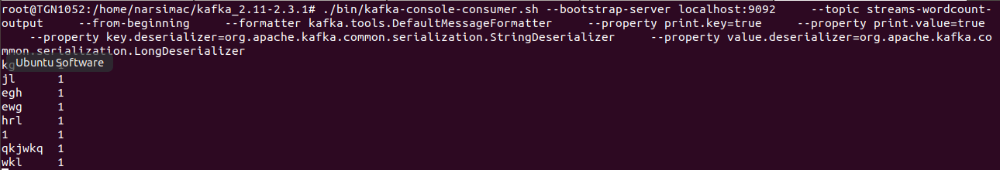 root@TGN1052:/home/narsimac/kafka_2.11-2.3.1# ./bin/kafka-console-consumer.sh --bootstrap-server localhost:9092     --topic streams-wordcount-
output     --from-beginning     --formatter kafka.tools.DefaultMessageFormatter     --property print.key=true     --property print.value=true
    --property key.deserializer=org.apache.kafka.common.serialization.StringDeserializer     --property value.deserializer=org.apache.kafka.co
mmon.serialization.LongDeserializer
Ubuntu Software
jl      1
egh     1
ewg     1
hrl     1
1       1
qkjwkq  1
wkl     1